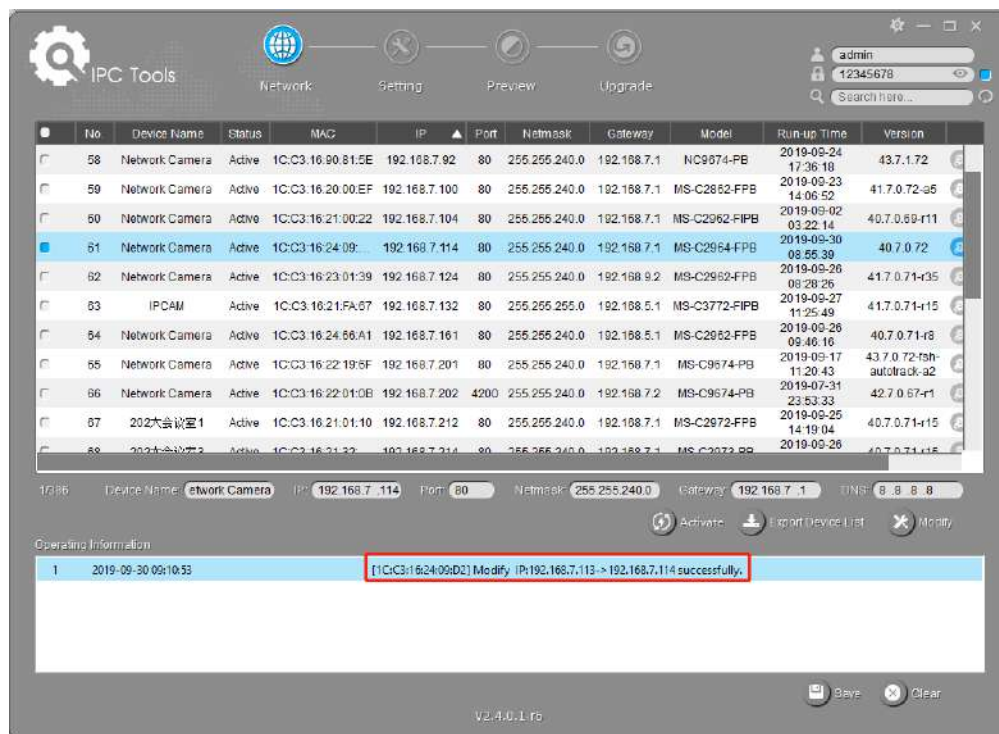 IPC Tools
Network Setting Preview Upgrade
admin
12345678
Search here...
No Device Name Status MAC IP Port Netmask Gateway Model Run-up Time Version
58 Network Camera Active 1C:C3:16:90:81:5E 192.168.7.92 80 255.255.240.0 192.168.7.1 NC9674-PB 2019-09-24 17:36:18 43.7.1.72
59 Network Camera Active 1C:C3:16:20:00:EF 192.168.7.100 80 255.255.240.0 192.168.7.1 MS-C2862-FPB 2019-09-23 14:06:52 41.7.0.72-a5
60 Network Camera Active 1C:C3:16:21:00:22 192.168.7.104 80 255.255.240.0 192.168.7.1 MS-C2962-FIPB 2019-09-02 03:22:14 40.7.0.69-r11
61 Network Camera Active 1C:C3:16:24:09:... 192.168.7.114 80 255.255.240.0 192.168.7.1 MS-C2964-FPB 2019-09-30 08:55:39 40.7.0.72
62 Network Camera Active 1C:C3:16:23:01:39 192.168.7.124 80 255.255.240.0 192.168.9.2 MS-C2962-FPB 2019-09-26 08:28:26 41.7.0.71-r35
63 IPCAM Active 1C:C3:16:21:FA:67 192.168.7.132 80 255.255.255.0 192.168.5.1 MS-C3772-FIPB 2019-09-27 11:25:49 41.7.0.71-r15
64 Network Camera Active 1C:C3:16:24:66:A1 192.168.7.161 80 255.255.240.0 192.168.5.1 MS-C2962-FPB 2019-09-26 09:46:16 40.7.0.71-r8
65 Network Camera Active 1C:C3:16:22:19:6F 192.168.7.201 80 255.255.240.0 192.168.7.1 MS-C9674-PB 2019-09-17 11:20:43 43.7.0.72-fsh-autotrack-a2
66 Network Camera Active 1C:C3:16:22:01:0B 192.168.7.202 4200 255.255.240.0 192.168.7.2 MS-C9674-PB 2019-07-31 23:53:33 42.7.0.67-r1
67 202大会议室1 Active 1C:C3:16:21:01:10 192.168.7.212 80 255.255.240.0 192.168.7.1 MS-C2972-FPB 2019-09-25 14:19:04 40.7.0.71-r15
2019-09-26
1/386 Device Name: etwork Camera IP: 192.168.7 .114 Port: 80 Netmask: 255.255.240.0 Gateway: 192.168.7 .1 DNS: 8 .8 .8 .8
Activate Export Device List Modify
Operating Information
1 2019-09-30 09:10:53 [1C:C3:16:24:09:D2] Modify IP:192.168.7.113-> 192.168.7.114 successfully.
Save Clear
V2.4.0.1-r6